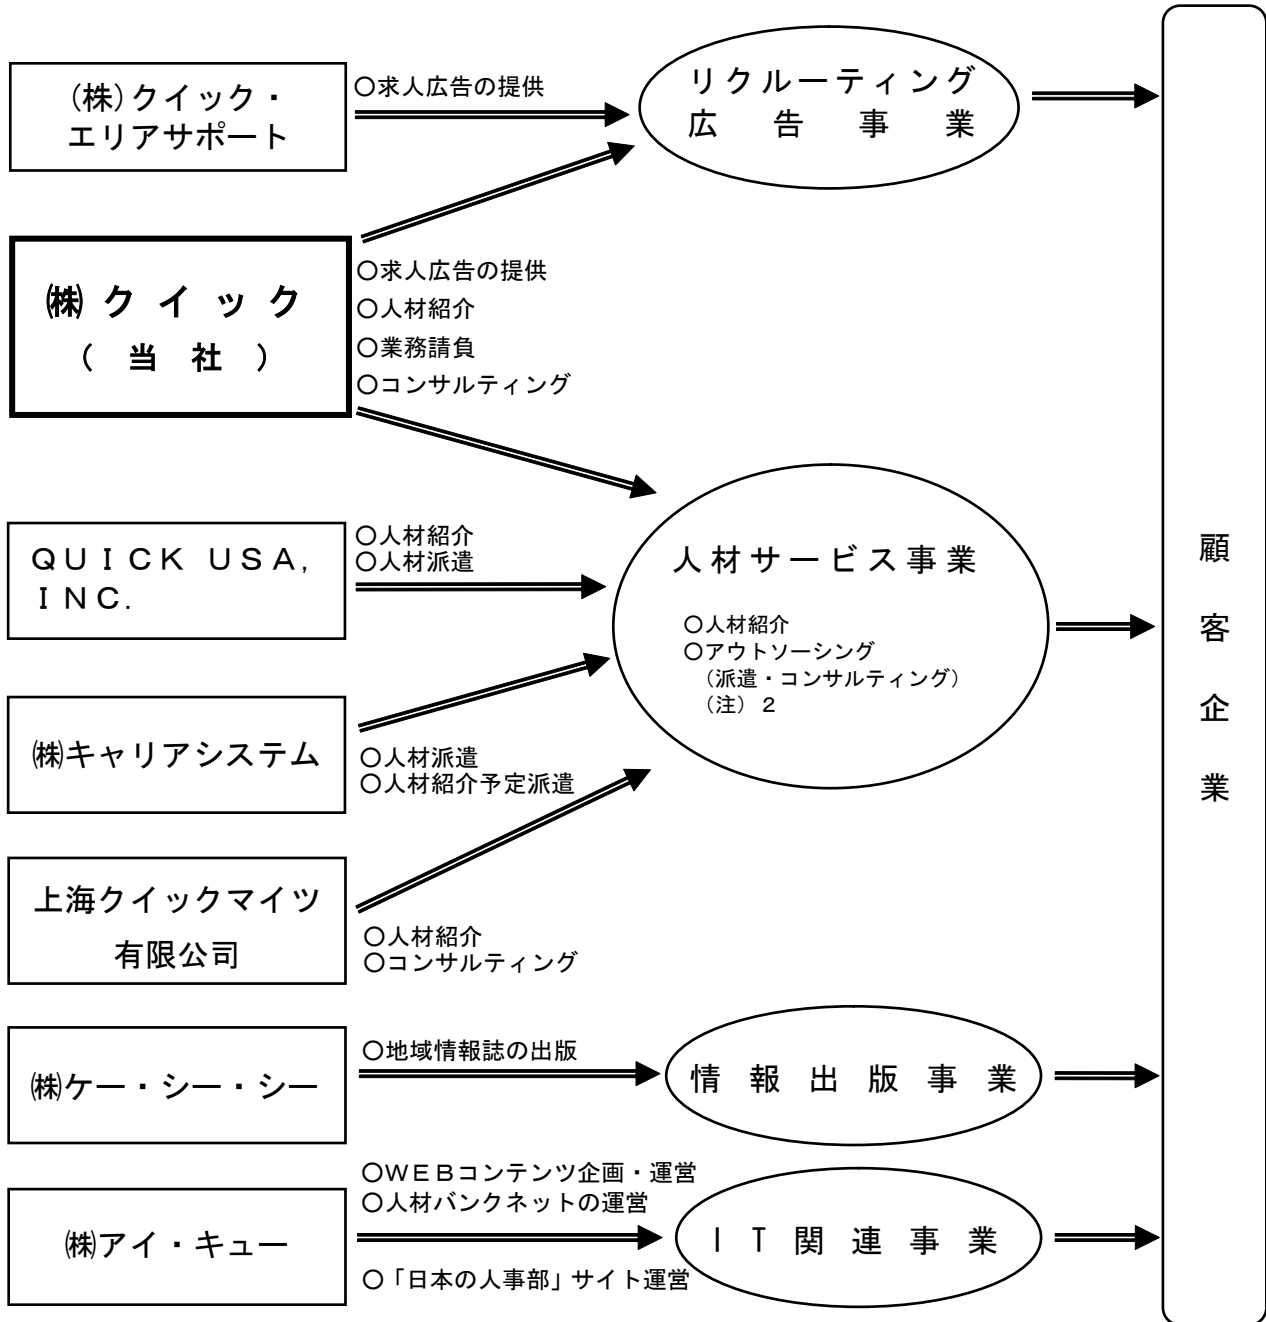 (株)クイック・
エリアサポート
○求人広告の提供
リクルーティング
広告事業
㈱クイック
(当社)
○求人広告の提供
○人材紹介
○業務請負
○コンサルティング
QUICK USA,
INC.
○人材紹介
○人材派遣
人材サービス事業
○人材紹介
○アウトソーシング
(派遣・コンサルティング)
(注)2
㈱キャリアシステム
○人材派遣
○人材紹介予定派遣
上海クイックマイツ
有限公司
○人材紹介
○コンサルティング
㈱ケー・シー・シー
○地域情報誌の出版
情報出版事業
㈱アイ・キュー
○WEBコンテンツ企画・運営
○人材バンクネットの運営
○「日本の人事部」サイト運営
IT関連事業
顧客企業